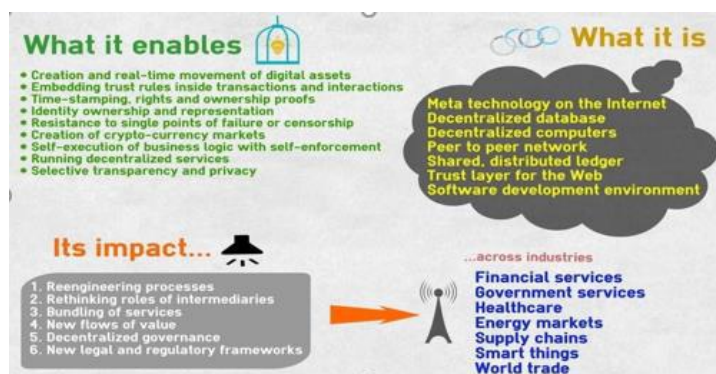 What it enables
• Creation and real-time movement of digital assets
• Embedding trust rules inside transactions and interactions
• Time-stamping, rights and ownership proofs
• Identity ownership and representation
• Resistance to single points of failure or censorship
• Creation of crypto-currency markets
• Self-execution of business logic with self-enforcement
• Running decentralized services
• Selective transparency and privacy
What it is
Meta technology on the Internet
Decentralized database
Decentralized computers
Peer to peer network
Shared, distributed ledger
Trust layer for the Web
Software development environment
Its impact...
1. Reengineering processes
2. Rethinking roles of intermediaries
3. Bundling of services
4. New flows of value
5. Decentralized governance
6. New legal and regulatory frameworks
...across industries
Financial services
Government services
Healthcare
Energy markets
Supply chains
Smart things
World trade